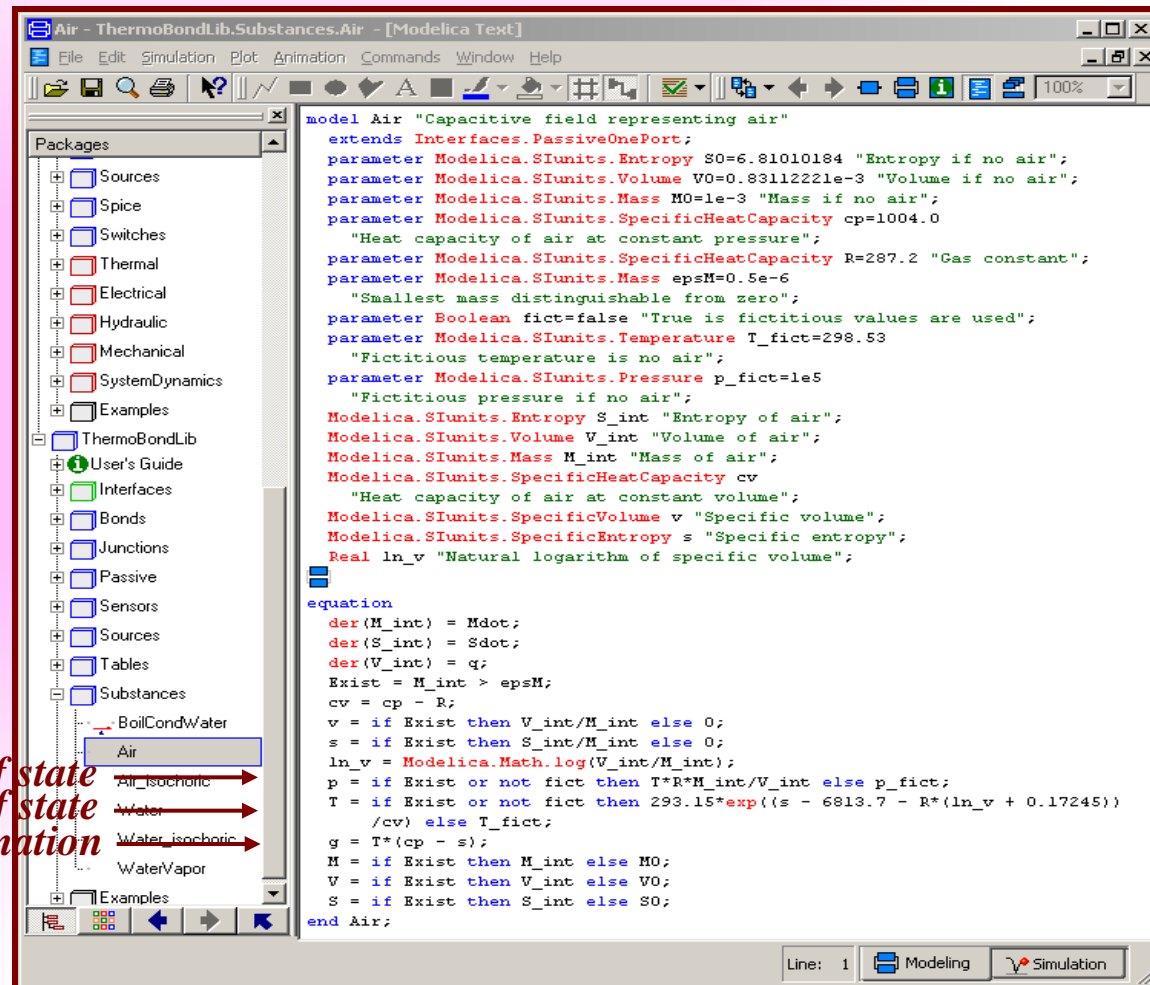 Air - ThermoBondLib.Substances.Air - [Modelica Text]
File Edit Simulation Plot Animation Commands Window Help
100%
Packages
Sources
Spice
Switches
Thermal
Electrical
Hydraulic
Mechanical
SystemDynamics
Examples
ThermoBondLib
User's Guide
Interfaces
Bonds
Junctions
Passive
Sensors
Sources
Tables
Substances
BoilCondWater
Air
Air_isochoric
Water
Water_isochoric
WaterVapor
Examples
f state
f state
mation
model Air "Capacitive field representing air"
extends Interfaces.PassiveOnePort;
parameter Modelica.SIunits.Entropy S0=6.81010184 "Entropy if no air";
parameter Modelica.SIunits.Volume V0=0.83112221e-3 "Volume if no air";
parameter Modelica.SIunits.Mass M0=1e-3 "Mass if no air";
parameter Modelica.SIunits.SpecificHeatCapacity cp=1004.0
"Heat capacity of air at constant pressure";
parameter Modelica.SIunits.SpecificHeatCapacity R=287.2 "Gas constant";
parameter Modelica.SIunits.Mass epsM=0.5e-6
"Smallest mass distinguishable from zero";
parameter Boolean fict=false "True is fictitious values are used";
parameter Modelica.SIunits.Temperature T_fict=298.53
"Fictitious temperature is no air";
parameter Modelica.SIunits.Pressure p_fict=1e5
"Fictitious pressure if no air";
Modelica.SIunits.Entropy S_int "Entropy of air";
Modelica.SIunits.Volume V_int "Volume of air";
Modelica.SIunits.Mass M_int "Mass of air";
Modelica.SIunits.SpecificHeatCapacity cv
"Heat capacity of air at constant volume";
Modelica.SIunits.SpecificVolume v "Specific volume";
Modelica.SIunits.SpecificEntropy s "Specific entropy";
Real ln_v "Natural logarithm of specific volume";
equation
der(M_int) = Mdot;
der(S_int) = Sdot;
der(V_int) = q;
Exist = M_int > epsM;
cv = cp - R;
v = if Exist then V_int/M_int else 0;
s = if Exist then S_int/M_int else 0;
ln_v = Modelica.Math.log(V_int/M_int);
p = if Exist or not fict then T*R*M_int/V_int else p_fict;
T = if Exist or not fict then 293.15*exp((s - 6813.7 - R*(ln_v + 0.17245))
/cv) else T_fict;
g = T*(cp - s);
M = if Exist then M_int else M0;
V = if Exist then V_int else V0;
S = if Exist then S_int else S0;
end Air;
Line: 1 Modeling Simulation